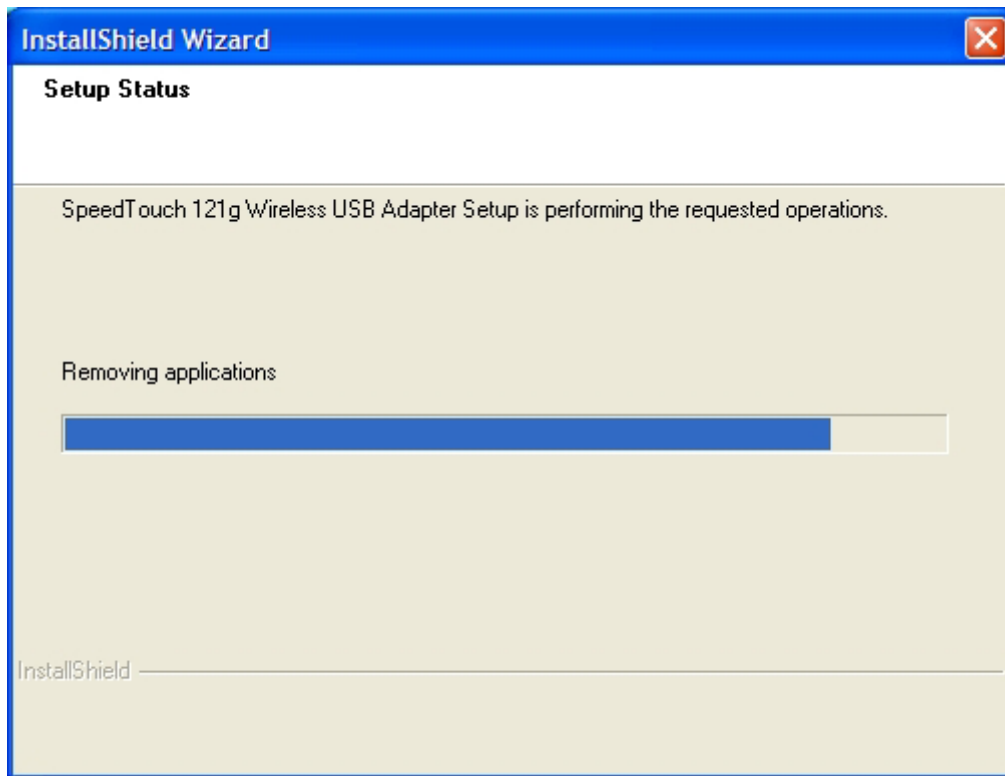 InstallShield Wizard
Setup Status
SpeedTouch 121g Wireless USB Adapter Setup is performing the requested operations.
Removing applications
InstallShield